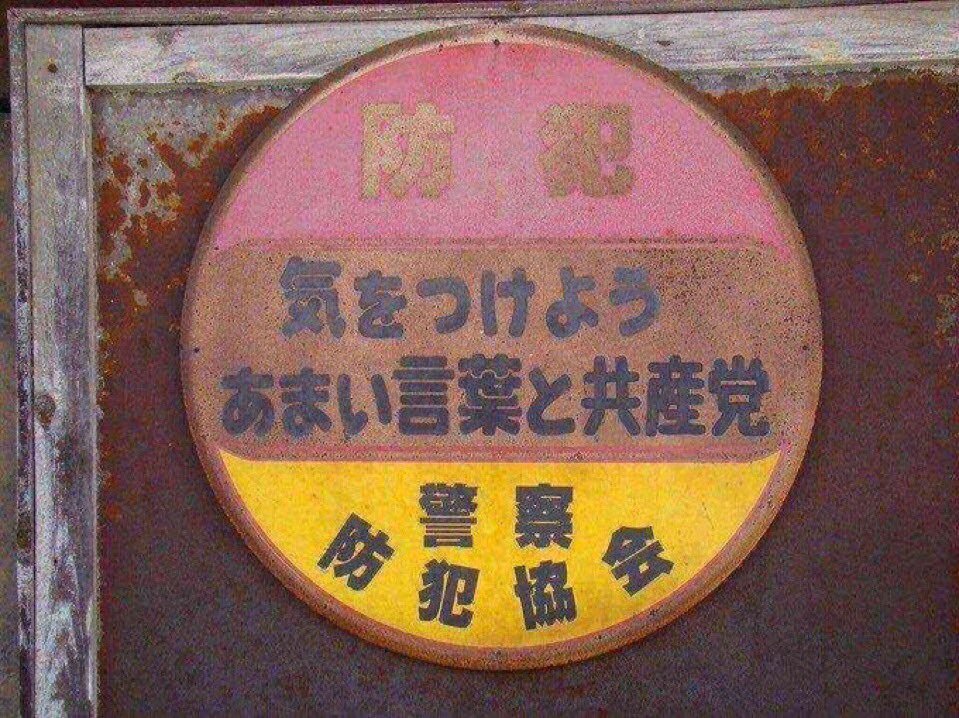 防犯
気をつけよう
あまい言葉と共産党
警察
防犯協会